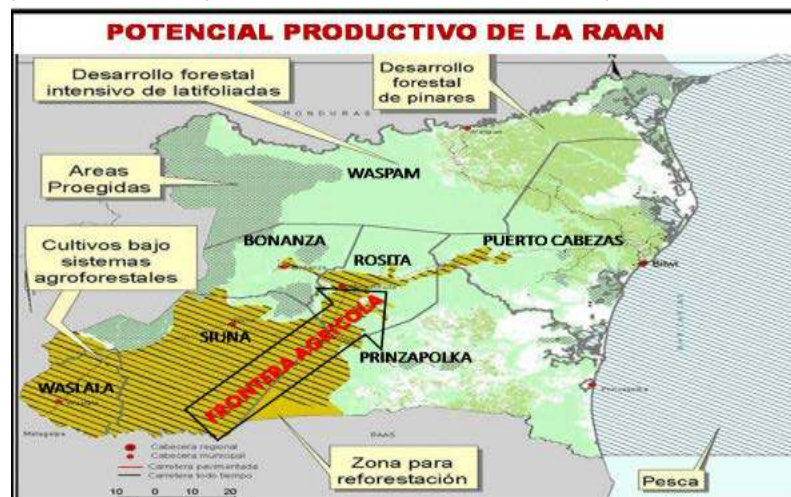 POTENCIAL PRODUCTIVO DE LA RAAN
Desarrollo forestal
intensivo de latifoliadas
Desarrollo
forestal
de pinares
HONDURAS
WASPAM
Areas
Proegidas
BONANZA
ROSITA
PUERTO CABEZAS
Bilwi
Cultivos bajo
sistemas
agroforestales
SIUNA
FRONTERA AGRICOLA
PRINZAPOLKA
WASLALA
Cabecera regional
Cabecera municipal
Carretera pavimentada
Carretera todo tiempo
10 0 10 20
RAAS
Zona para
reforestación
Pesca